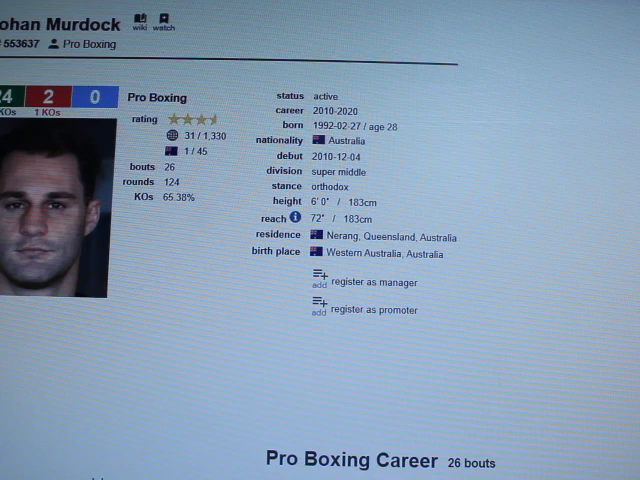 ohan Murdock wiki watch
553637 Pro Boxing
24 2 0
KOs 1 KOs
Pro Boxing
rating
31 / 1,330
1 / 45
bouts 26
rounds 124
KOs 65.38%
status active
career 2010-2020
born 1992-02-27 / age 28
nationality Australia
debut 2010-12-04
division super middle
stance orthodox
height 6' 0" / 183cm
reach 72" / 183cm
residence Nerang, Queensland, Australia
birth place Western Australia, Australia
add register as manager
add register as promoter
Pro Boxing Career 26 bouts